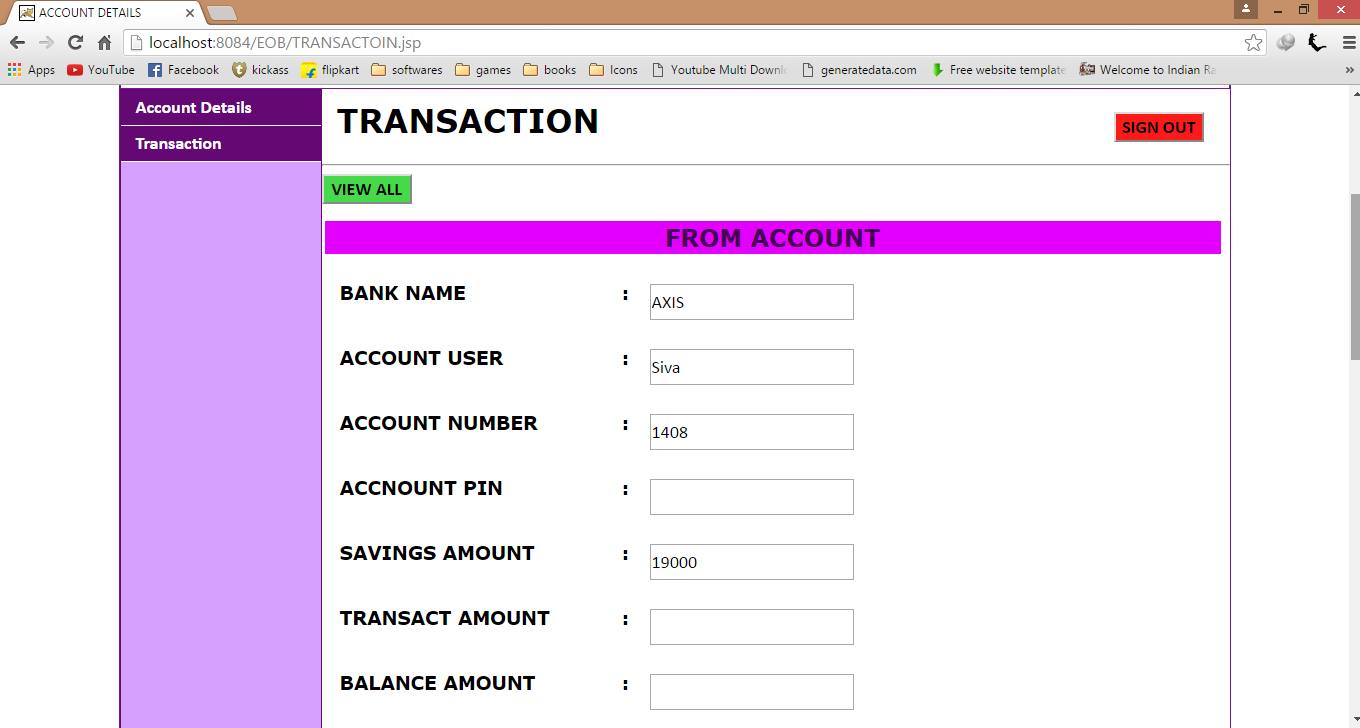 ACCOUNT DETAILS
localhost:8084/EOB/TRANSACTOIN.jsp
Apps YouTube Facebook kickass flipkart softwares games books Icons Youtube Multi Downl generatedata.com Free website template Welcome to Indian Ra »
Account Details
Transaction
TRANSACTION
SIGN OUT
VIEW ALL
FROM ACCOUNT
BANK NAME : AXIS
ACCOUNT USER : Siva
ACCOUNT NUMBER : 1408
ACCNOUNT PIN :
SAVINGS AMOUNT : 19000
TRANSACT AMOUNT :
BALANCE AMOUNT :